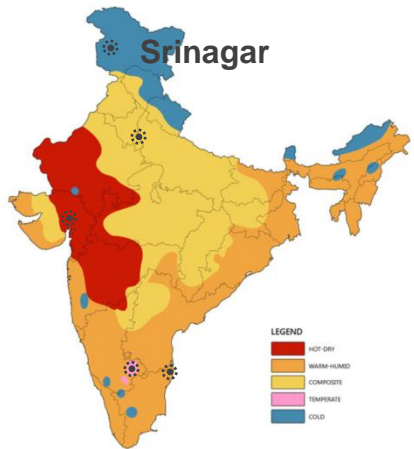 Srinagar
LEGEND
HOT-DRY
WARM-HUMID
COMPOSITE
TEMPERATE
COLD